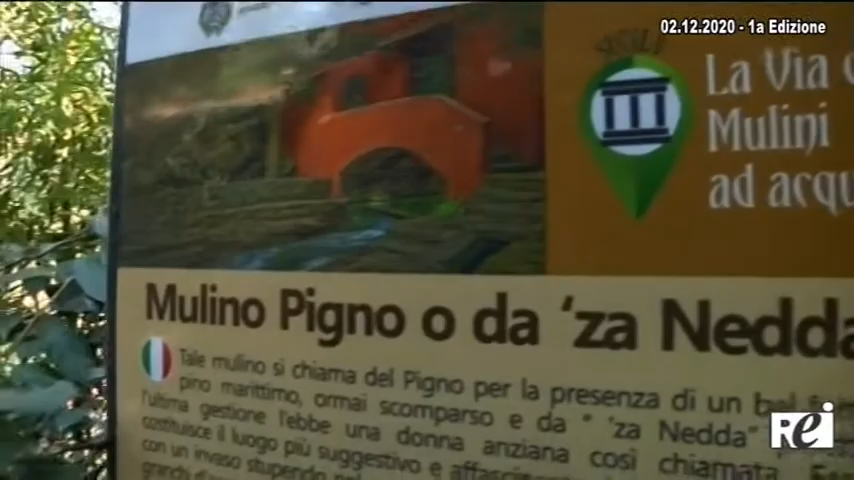 02.12.2020 - 1a Edizione
La Via
Mulini
ad acqu
Mulino Pigno o da 'za Nedda
Tale mulino si chiama del Pigno per la presenza di un bel
pino marittimo, ormai scomparso e da " 'za Nedda"
l'ultima gestione l'ebbe una donna anziana così chiamata.
costituisce il luogo più suggestivo e
con un invaso stupendo
granchi
Rei